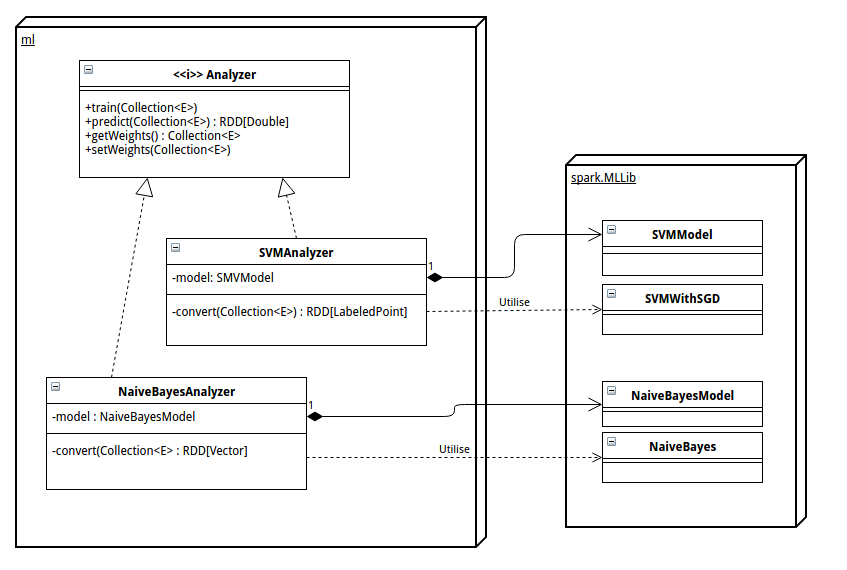 ml
<<i>> Analyzer
+train(Collection<E>)
+predict(Collection<E>) : RDD[Double]
+getWeights() : Collection<E>
+setWeights(Collection<E>)
SVMAnalyzer
-model: SMVModel
-convert(Collection<E>) : RDD[LabeledPoint]
1
Utilise
NaiveBayesAnalyzer
-model : NaiveBayesModel
-convert(Collection<E : RDD[Vector]
1
Utilise
spark.MLLib
SVMModel
SVMWithSGD
NaiveBayesModel
NaiveBayes